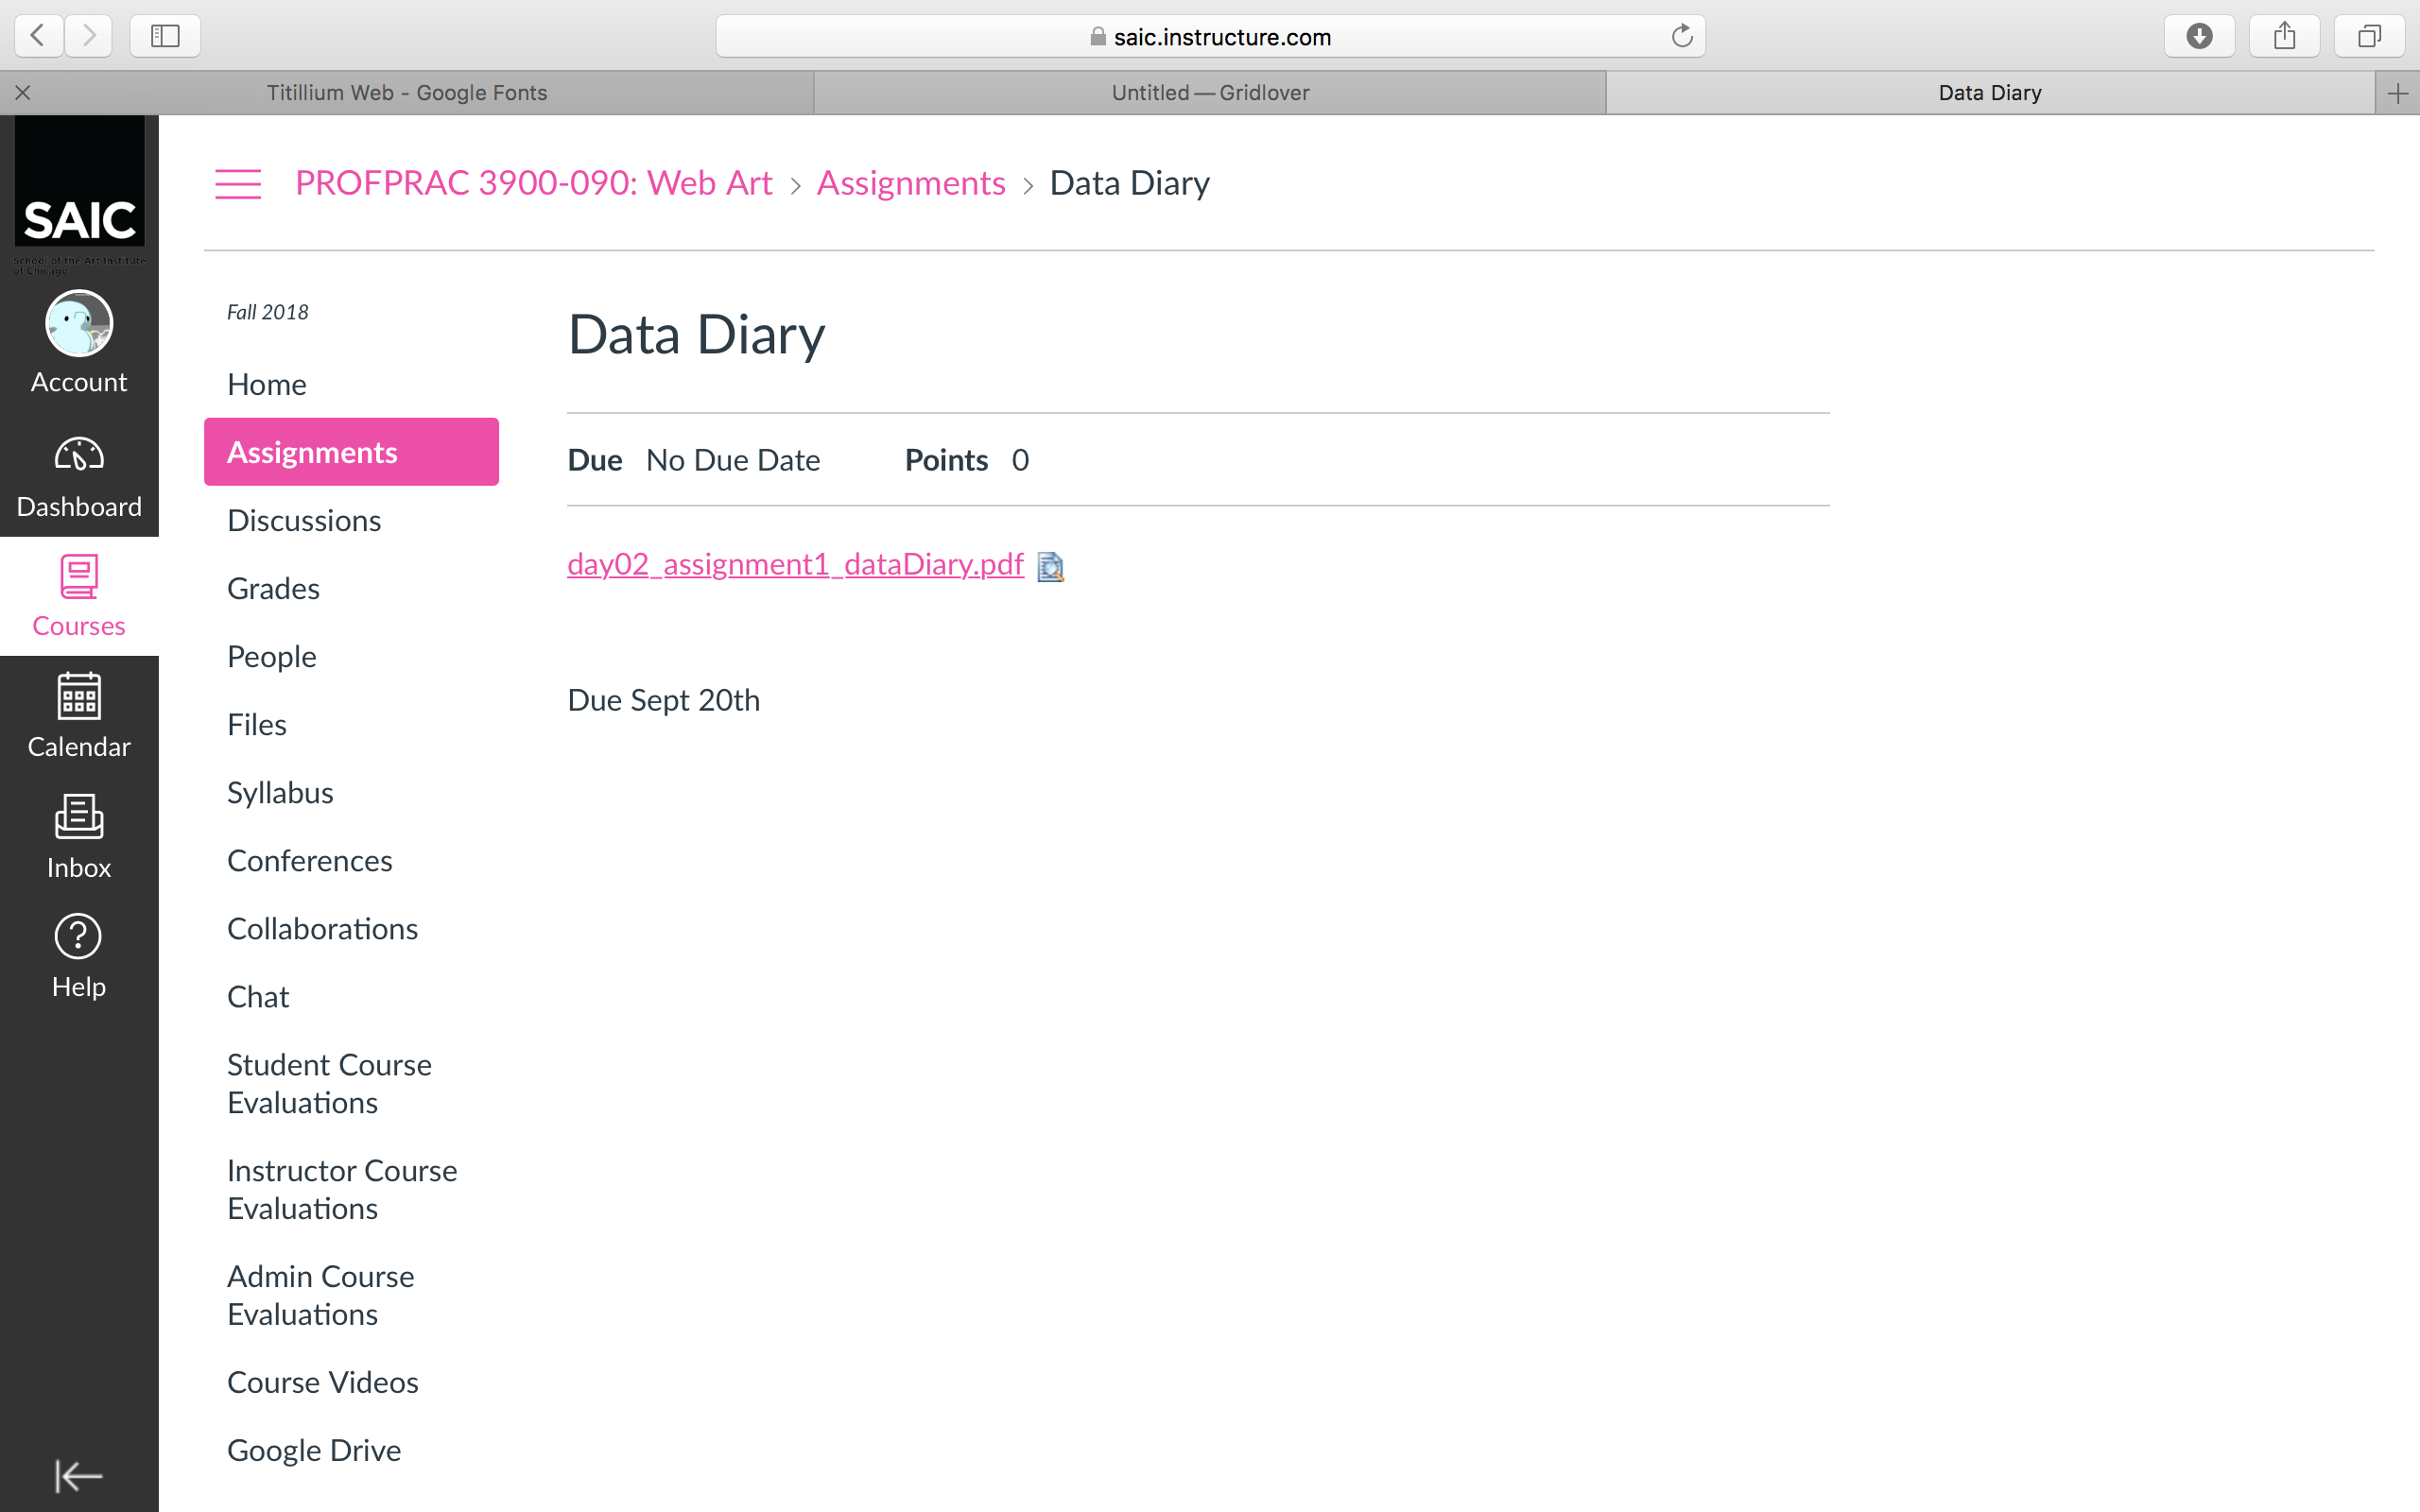 saic.instructure.com
Titillium Web - Google Fonts
Untitled — Gridlover
Data Diary
SAIC
School of the Art Institute
of Chicago
Account
Dashboard
Courses
Calendar
Inbox
Help
PROFPRAC 3900-090: Web Art > Assignments > Data Diary
Fall 2018
Home
Assignments
Discussions
Grades
People
Files
Syllabus
Conferences
Collaborations
Chat
Student Course
Evaluations
Instructor Course
Evaluations
Admin Course
Evaluations
Course Videos
Google Drive
Data Diary
Due No Due Date Points 0
day02_assignment1_dataDiary.pdf
Due Sept 20th